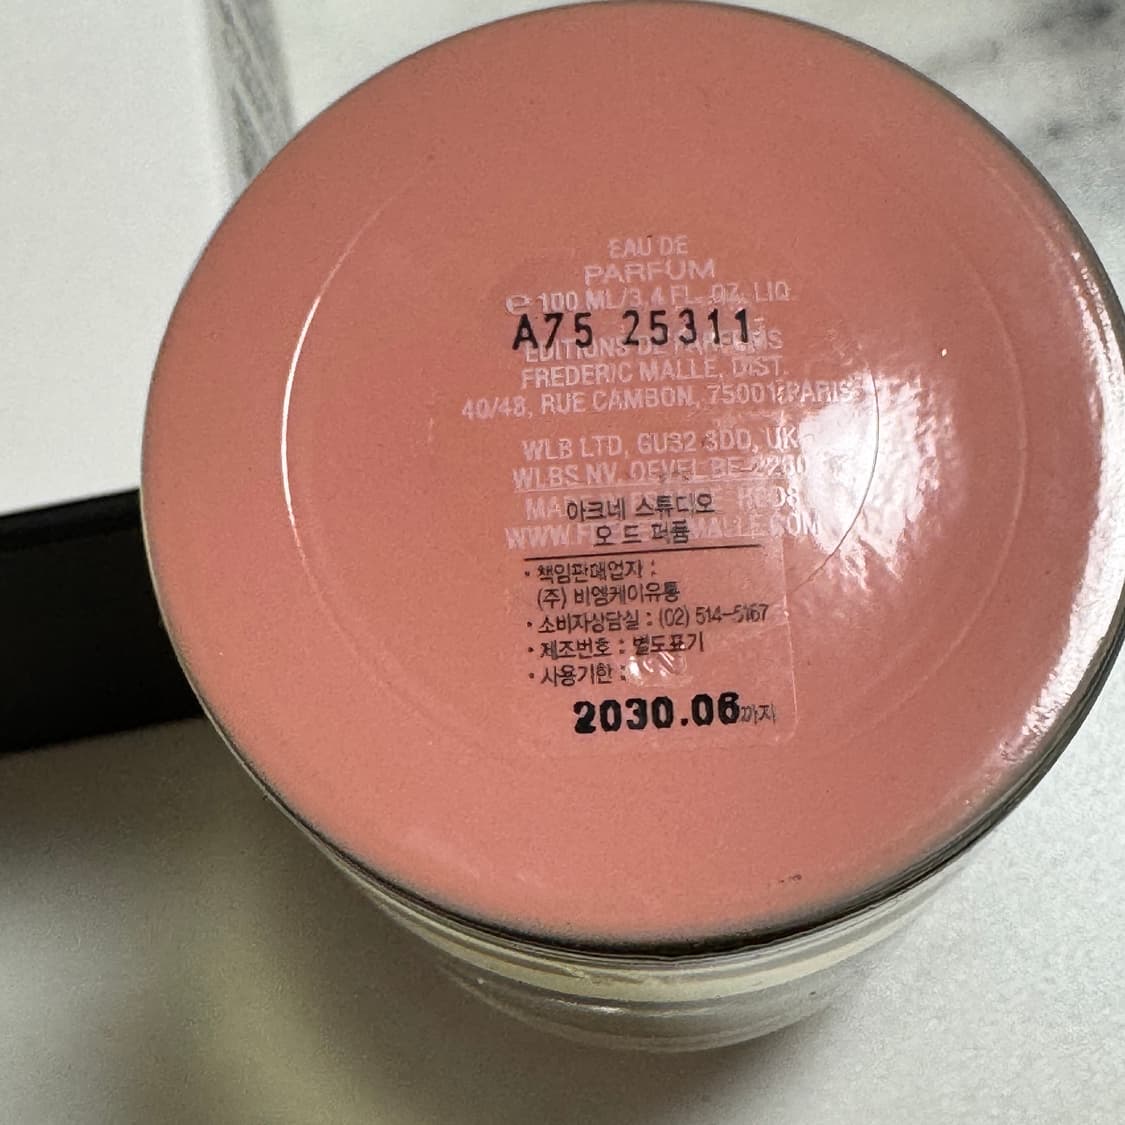 EAU DE
PARFUM
℮ 100 ML/3.4 FL. OZ. LIQ.
A75 25311
EDITIONS DE PARFUMS
FREDERIC MALLE, DIST.
40/48, RUE CAMBON, 75001 PARIS
WLB LTD, GU32 3DD, UK
WLBS NV, OEVEL BE-2260
아크네 스튜디오
오 드 퍼퓸
• 책임판매업자 :
(주) 비엠케이유통
• 소비자상담실 : (02) 514-5167
• 제조번호 : 별도표기
• 사용기한 :
2030.06까지